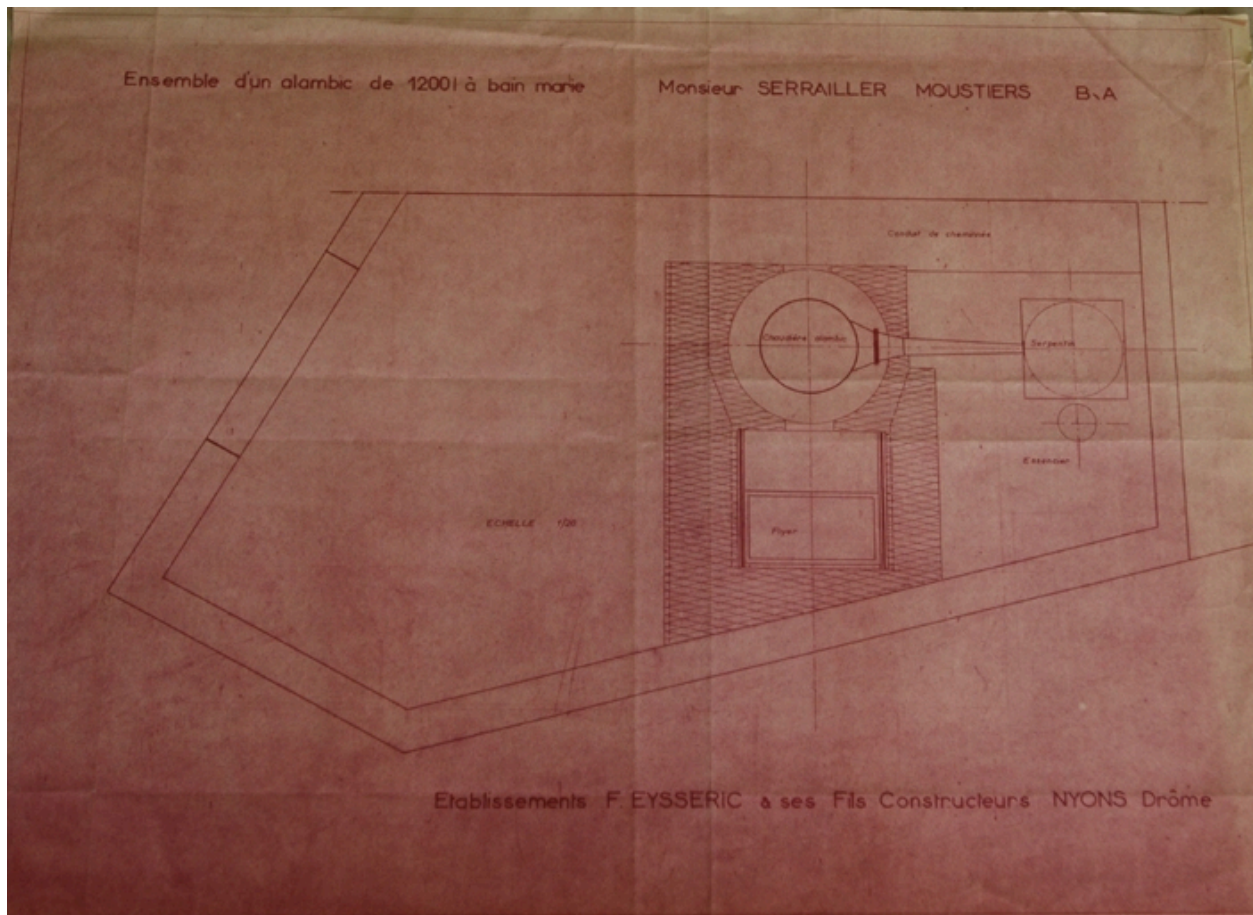 Ensemble d'un alambic de 1200l à bain marie Monsieur SERRAILLER MOUSTIERS B.A
Conduit de cheminée
Chaudière alambic
Serpentin
Essencier
ECHELLE 1/20
Foyer
Etablissements F. EYSSERIC & ses Fils Constructeurs NYONS Drôme